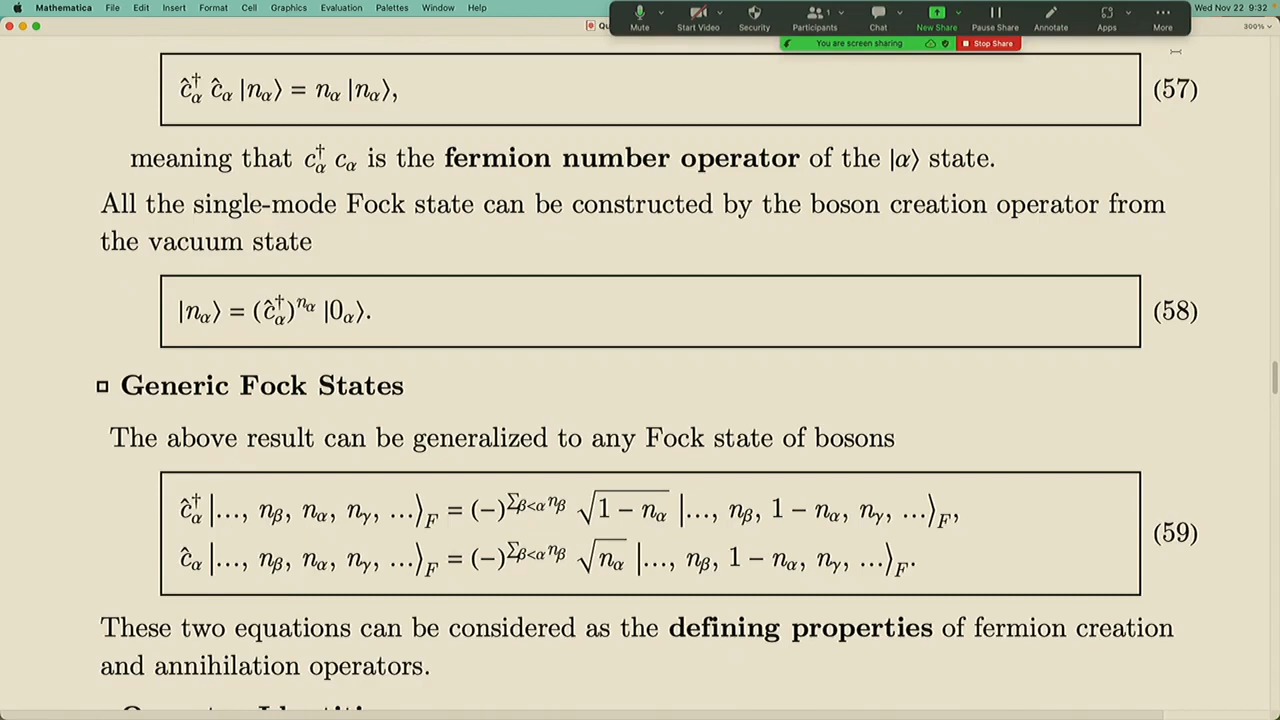 Mathematica File Edit Insert Format Cell Graphics Evaluation Palettes Window Help Wed Nov 22 9:32
Mute Start Video Security Participants 1 Chat New Share Pause Share Annotate Apps More
You are screen sharing Stop Share
300%
ĉ†α ĉα |nα⟩ = nα |nα⟩, (57)
meaning that c†α cα is the fermion number operator of the |α⟩ state.
All the single-mode Fock state can be constructed by the boson creation operator from
the vacuum state
|nα⟩ = (ĉ†α)^nα |0α⟩. (58)
Generic Fock States
The above result can be generalized to any Fock state of bosons
ĉ†α |..., nβ, nα, nγ, ...⟩F = (−)^Σβ<α nβ √(1 − nα) |..., nβ, 1 − nα, nγ, ...⟩F,
ĉα |..., nβ, nα, nγ, ...⟩F = (−)^Σβ<α nβ √nα |..., nβ, 1 − nα, nγ, ...⟩F.
(59)
These two equations can be considered as the defining properties of fermion creation
and annihilation operators.